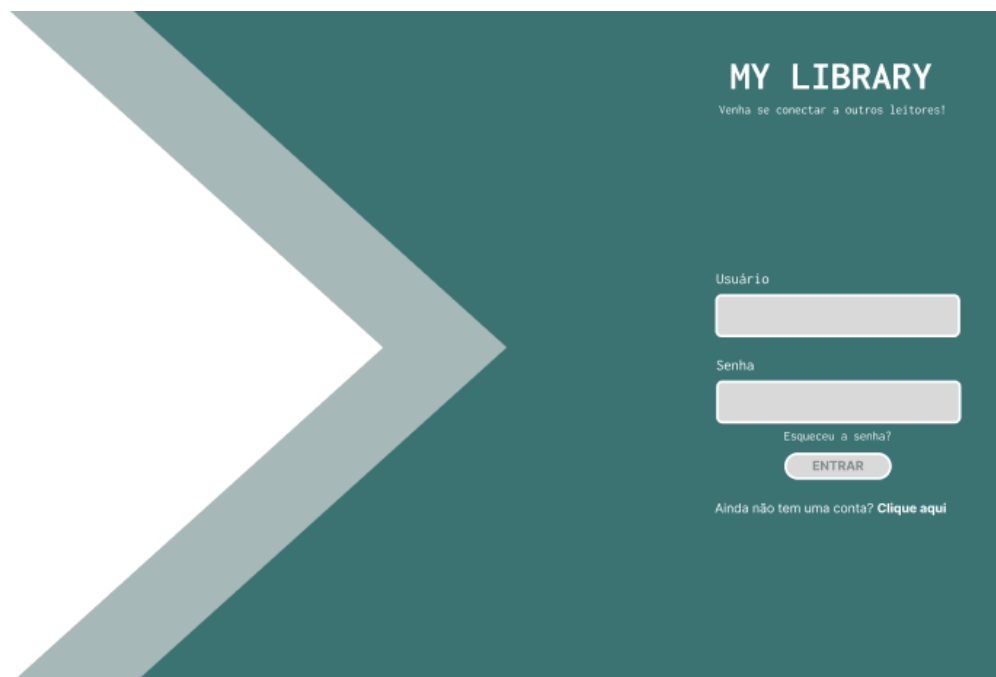 MY LIBRARY
Venha se conectar a outros leitores!
Usuário
Senha
Esqueceu a senha?
ENTRAR
Ainda não tem uma conta? Clique aqui